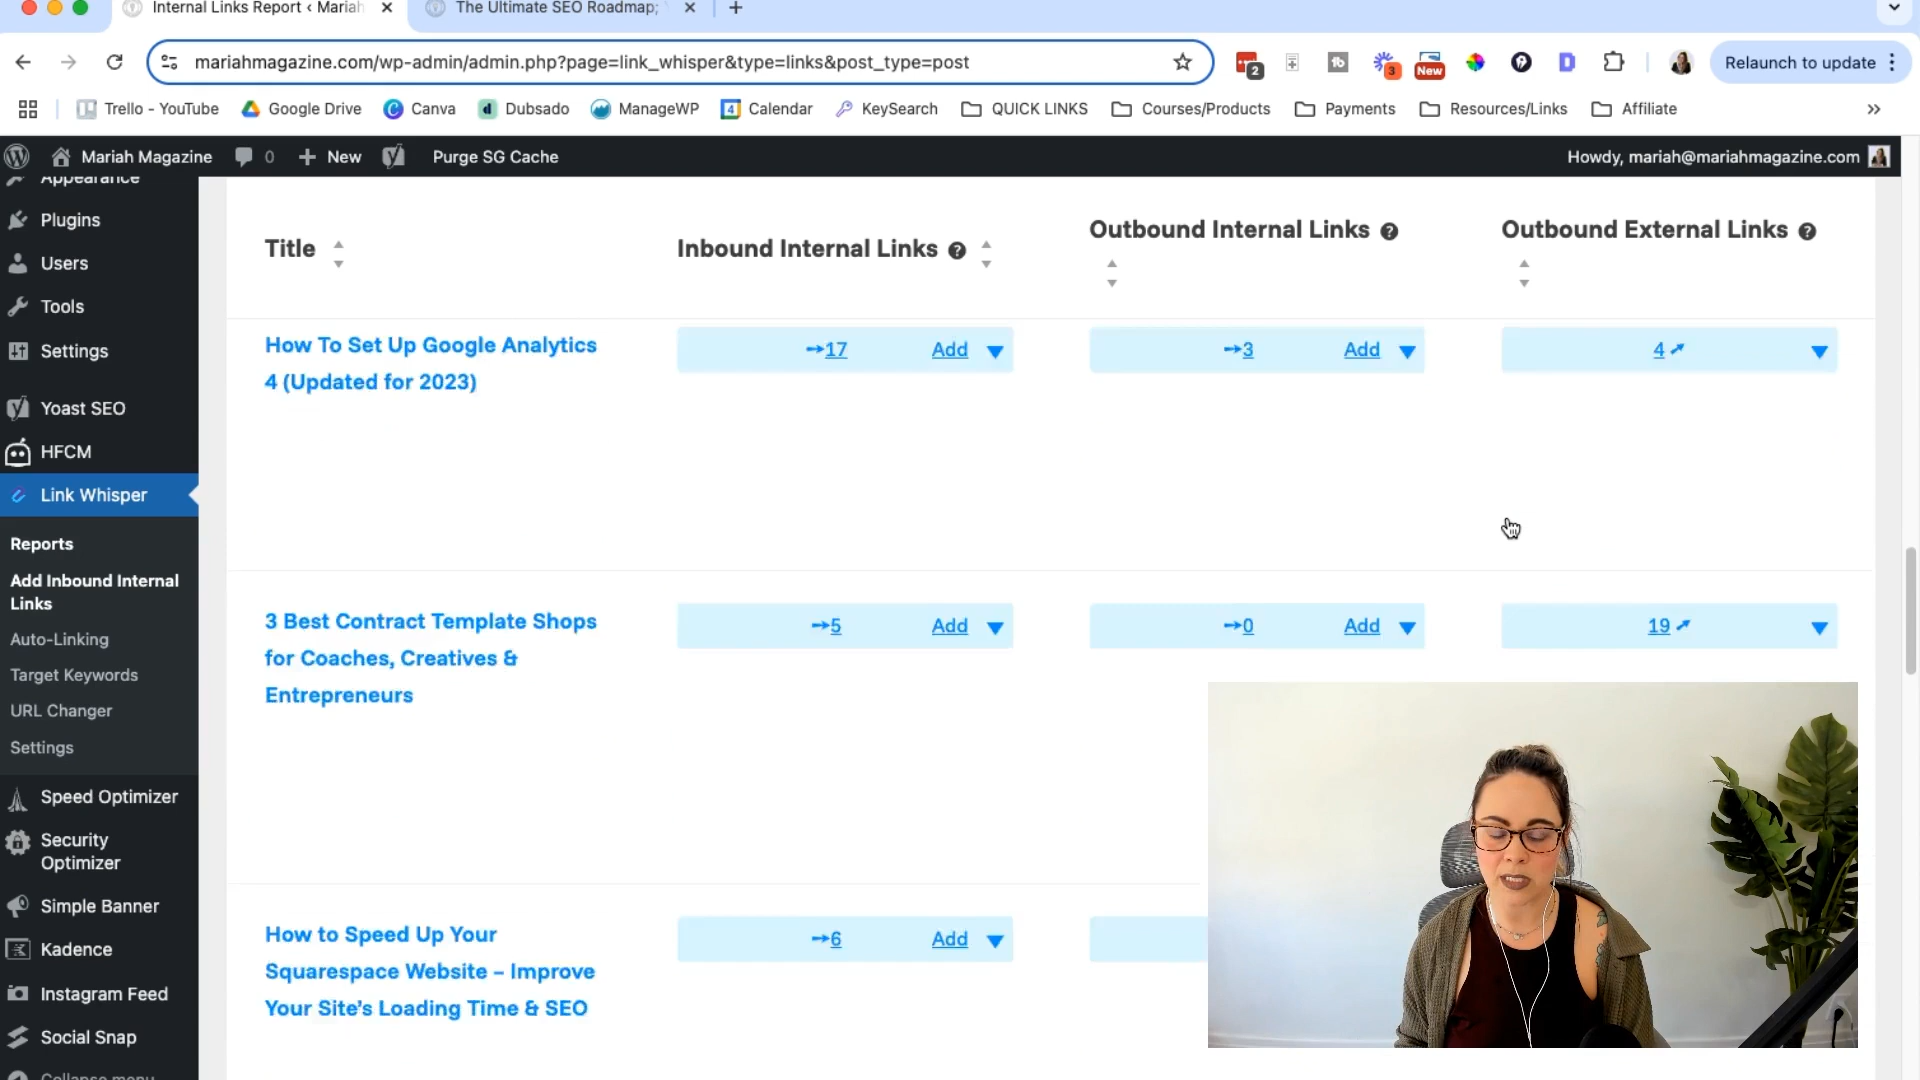 Internal Links Report ‹ Mariah
The Ultimate SEO Roadmap;
mariahmagazine.com/wp-admin/admin.php?page=link_whisper&type=links&post_type=post
2
3
New
Relaunch to update
Trello - YouTube
Google Drive
Canva
Dubsado
ManageWP
4
Calendar
KeySearch
QUICK LINKS
Courses/Products
Payments
Resources/Links
Affiliate
Mariah Magazine
0
New
Purge SG Cache
Howdy, mariah@mariahmagazine.com
Appearance
Plugins
Users
Tools
Settings
Yoast SEO
HFCM
Link Whisper
Reports
Add Inbound Internal
Links
Auto-Linking
Target Keywords
URL Changer
Settings
Speed Optimizer
Security
Optimizer
Simple Banner
Kadence
Instagram Feed
Social Snap
Collapse menu
Title
Inbound Internal Links
Outbound Internal Links
Outbound External Links
How To Set Up Google Analytics
4 (Updated for 2023)
17 Add
3 Add
4
3 Best Contract Template Shops
for Coaches, Creatives &
Entrepreneurs
5 Add
0 Add
19
How to Speed Up Your
Squarespace Website – Improve
Your Site's Loading Time & SEO
6 Add